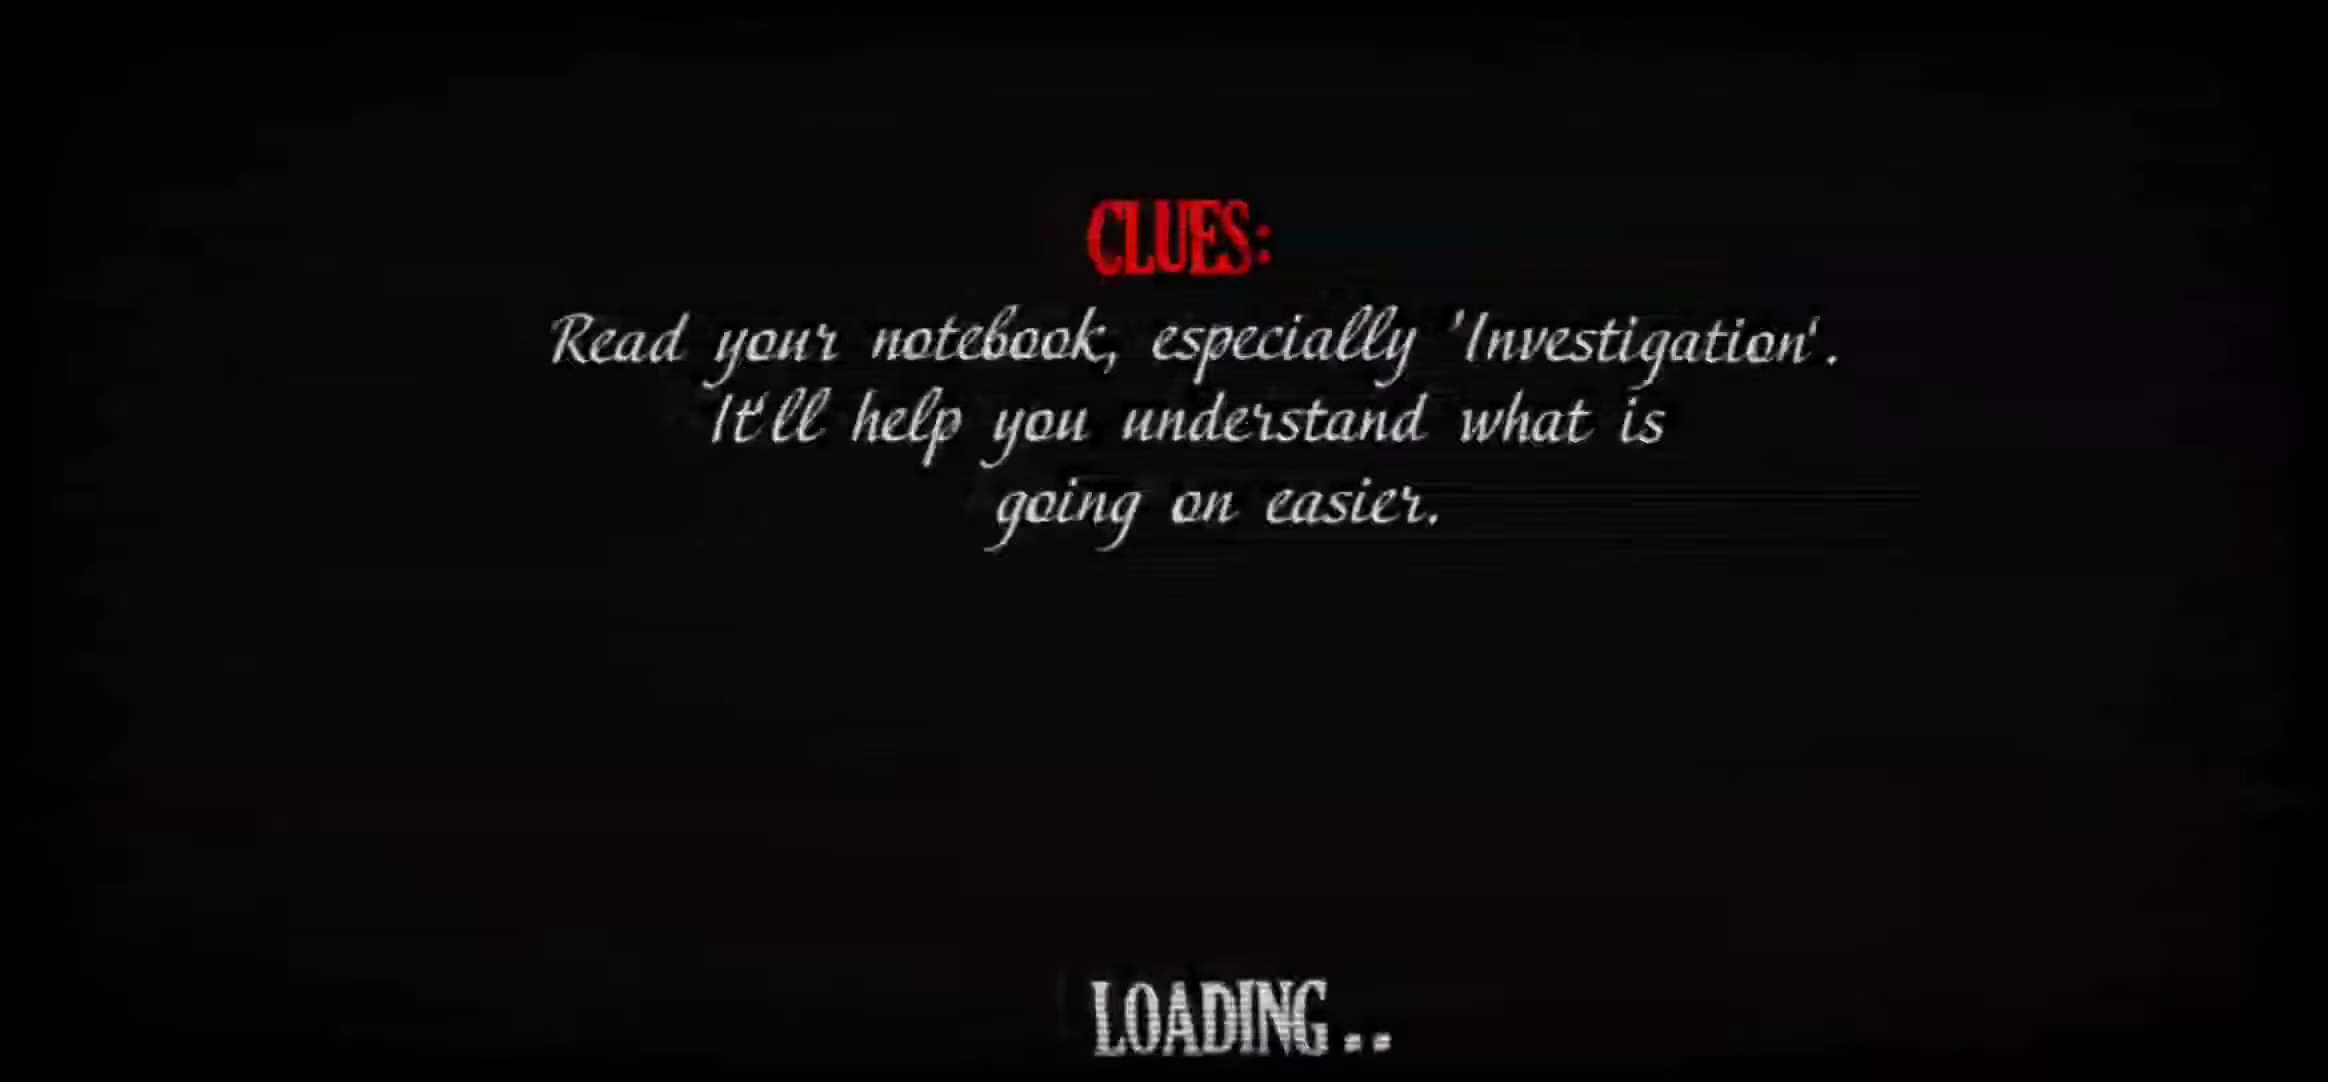 CLUES:
Read your notebook, especially 'Investigation'.
It'll help you understand what is
going on easier.
LOADING..